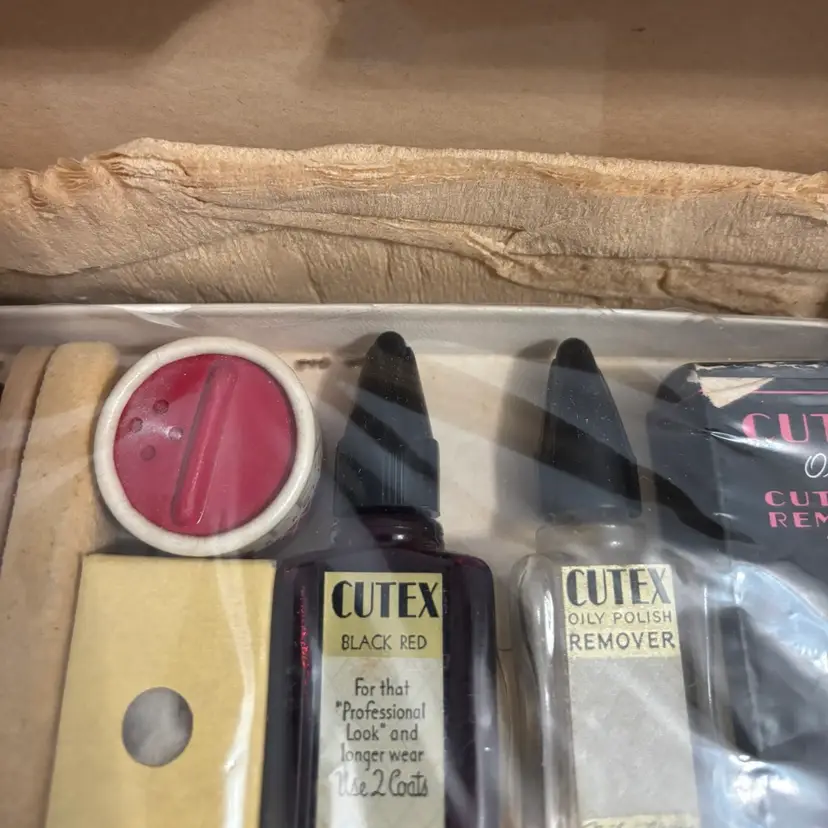 CUTEX
BLACK RED
For that
"Professional
Look" and
longer wear
Use 2 Coats
CUTEX
OILY POLISH
REMOVER